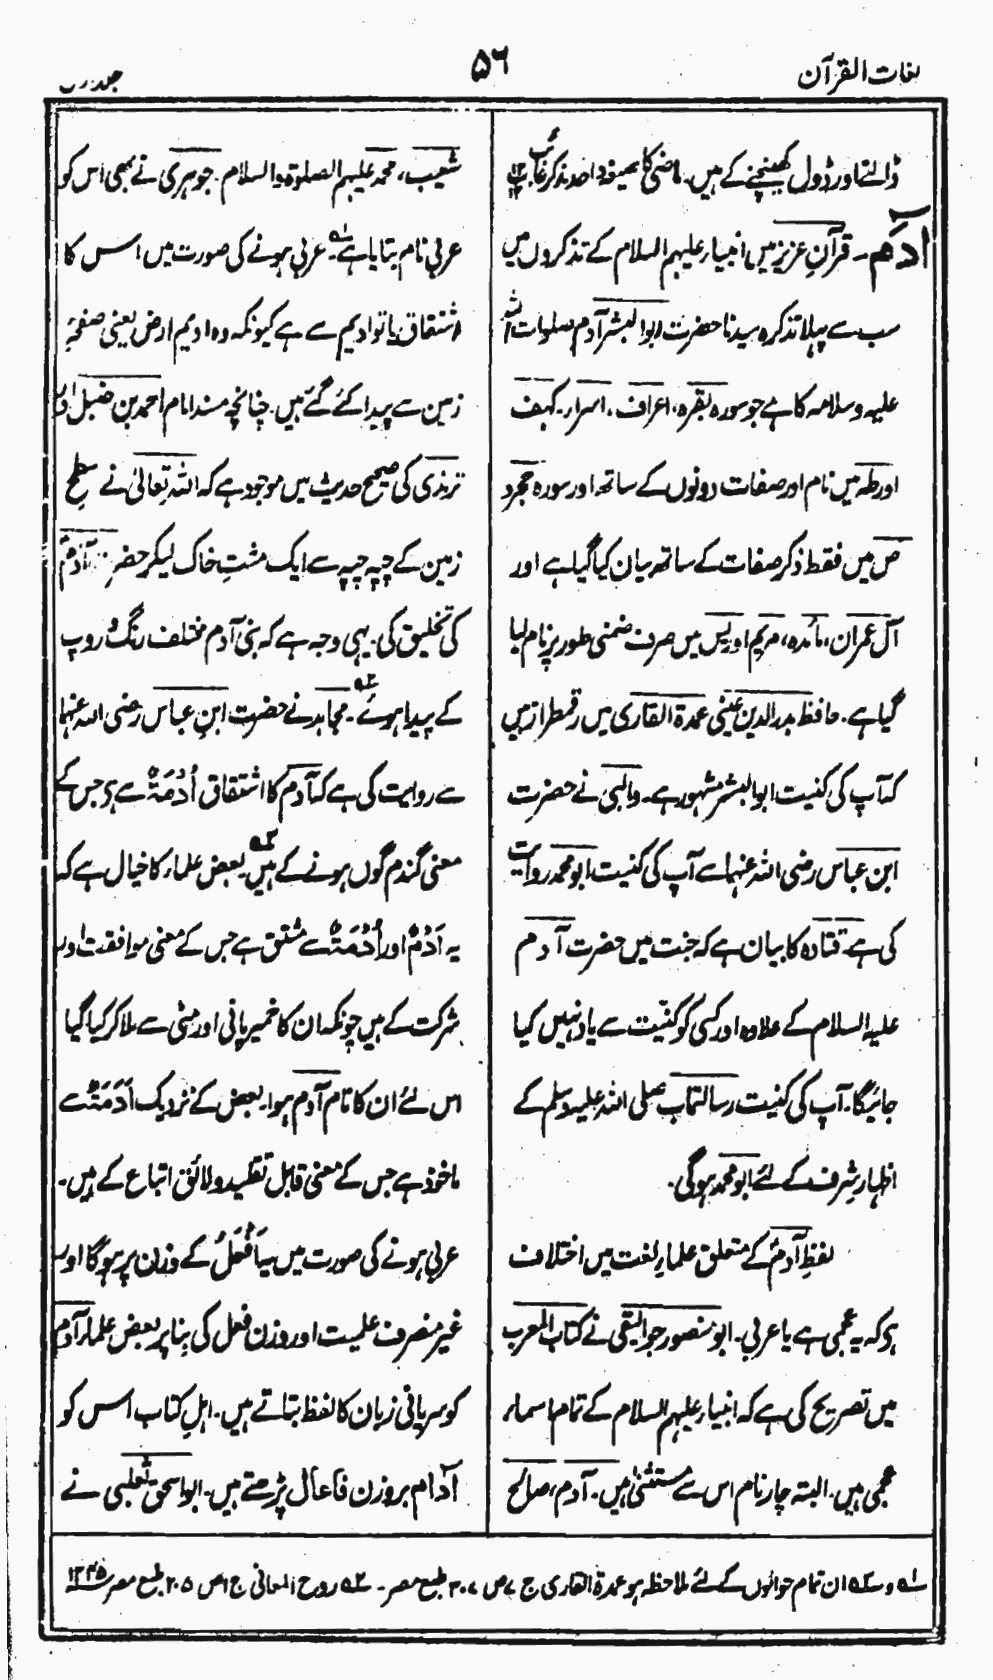 لغات القرآن
۵۶
جلد
ڈالنے اور ڈول کھینچنے کے ہیں۔ ماضی کا صیغہ واحد مذکر غائب
اٰدَم۔ قرآنِ عزیز میں انبیاء علیہم السلام کے تذکروں میں
سب سے پہلا تذکرہ سیدنا حضرت ابوالبشر آدم صلوات اللہ
علیہ وسلامہ کا ہے جو سورہ بقرہ، اعراف، اسراء۔ کہف
اور طہ میں نام اور صفات دونوں کے ساتھ اور سورہ حجر و
ص میں فقط ذکر صفات کے ساتھ بیان کیا گیا ہے اور
آل عمران، مائدہ، مریم اور یٰس میں صرف ضمنی طور پر نام لیا
گیا ہے۔ حافظ بدر الدین عینی عمدۃ القاری میں رقمطراز ہیں
کہ آپ کی کنیت ابوالبشر مشہور ہے۔ والبی نے حضرت
ابن عباس رضی اللہ عنہما سے آپ کی کنیت ابو محمد روایت
کی ہے۔ قتادہ کا بیان ہے کہ جنت میں حضرت آدم
علیہ السلام کے علاوہ اور کسی کو کنیت سے یاد نہیں کیا
جائیگا۔ آپ کی کنیت رسالتمآب صلی اللہ علیہ وسلم کے
اظہارِ شرف کے لئے ابو محمد ہوگی۔
لفظِ آدم کے متعلق علماءِ لغت میں اختلاف
ہو کہ یہ عجمی ہے یا عربی۔ ابو منصور جوالیقی نے کتاب المعرب
میں تصریح کی ہے کہ انبیاء علیہم السلام کے تمام اسماء
عجمی ہیں۔ البتہ چار نام اس سے مستثنیٰ ہیں۔ آدم، صالح
شعیب، محمد علیہم الصلوۃ والسلام۔ جوہری نے بھی اس کو
عربی نام بتایا ہے۔ عربی ہونے کی صورت میں اس کا
اشتقاق یا تو ادیم سے ہے کیونکہ وہ ادیم ارض یعنی صفحۂ
زمین سے پیدا کئے گئے ہیں۔ چنانچہ مسند امام احمد بن حنبل اور
ترمذی کی صحیح حدیث میں موجود ہے کہ اللہ تعالیٰ نے سطح
زمین کے چپہ چپہ سے ایک مشتِ خاک لیکر حضرت آدم
کی تخلیق کی۔ یہی وجہ ہے کہ بنی آدم مختلف رنگ و روپ
کے پیدا ہوئے۔ مجاہد نے حضرت ابنِ عباس رضی اللہ عنہما
سے روایت کی ہے کہ آدم کا اشتقاق اُدْمَۃٌ سے ہے جس کے
معنی گندم گوں ہونے کے ہیں۔ بعض علماء کا خیال ہے کہ
یہ اَدْمٌ اور اُدْمَۃٌ سے مشتق ہے جس کے معنی موافقت اور
شرکت کے ہیں چونکہ ان کا خمیر پانی اور مٹی سے ملا کر کیا گیا
اس لئے ان کا نام آدم ہوا۔ بعض کے نزدیک اَدَمَۃٌ سے
ماخوذ ہے جس کے معنی قابل تقلید و لائق اتباع کے ہیں۔
عربی ہونے کی صورت میں یہ اَفْعَلُ کے وزن پر ہوگا اور
غیر منصرف علمیت اور وزن فعل کی بنا پر بعض علماء آدم
کو سریانی زبان کا لفظ بتاتے ہیں۔ اہلِ کتاب اس کو
آدام بروزن فاعال پڑھتے ہیں۔ ابو اسحق ثعلبی نے
لہ و سہ ان تمام حوالوں کے لئے ملاحظہ ہو عمدۃ القاری ج ۷ ص ۳۰۷ طبع مصر۔ روح المعانی ج ۱ ص ۲۰۵ طبع مصر ۱۳۴۵